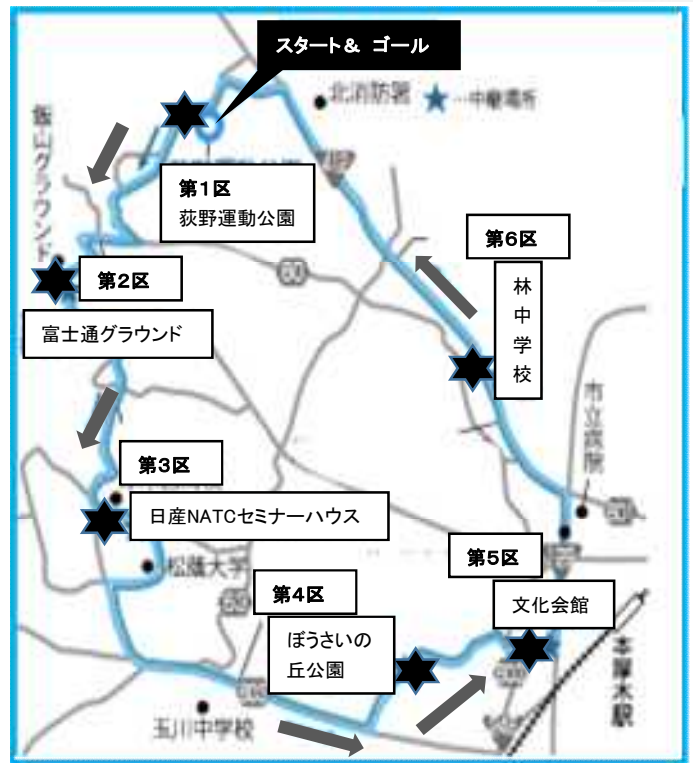 スタート& ゴール
北消防署
★…中継場所
飯山グラウンド
第1区
荻野運動公園
第6区
林中学校
第2区
富士通グラウンド
60
市立病院
第3区
日産NATCセミナーハウス
松蔭大学
第5区
文化会館
第4区
ぼうさいの
丘公園
本厚木駅
玉川中学校